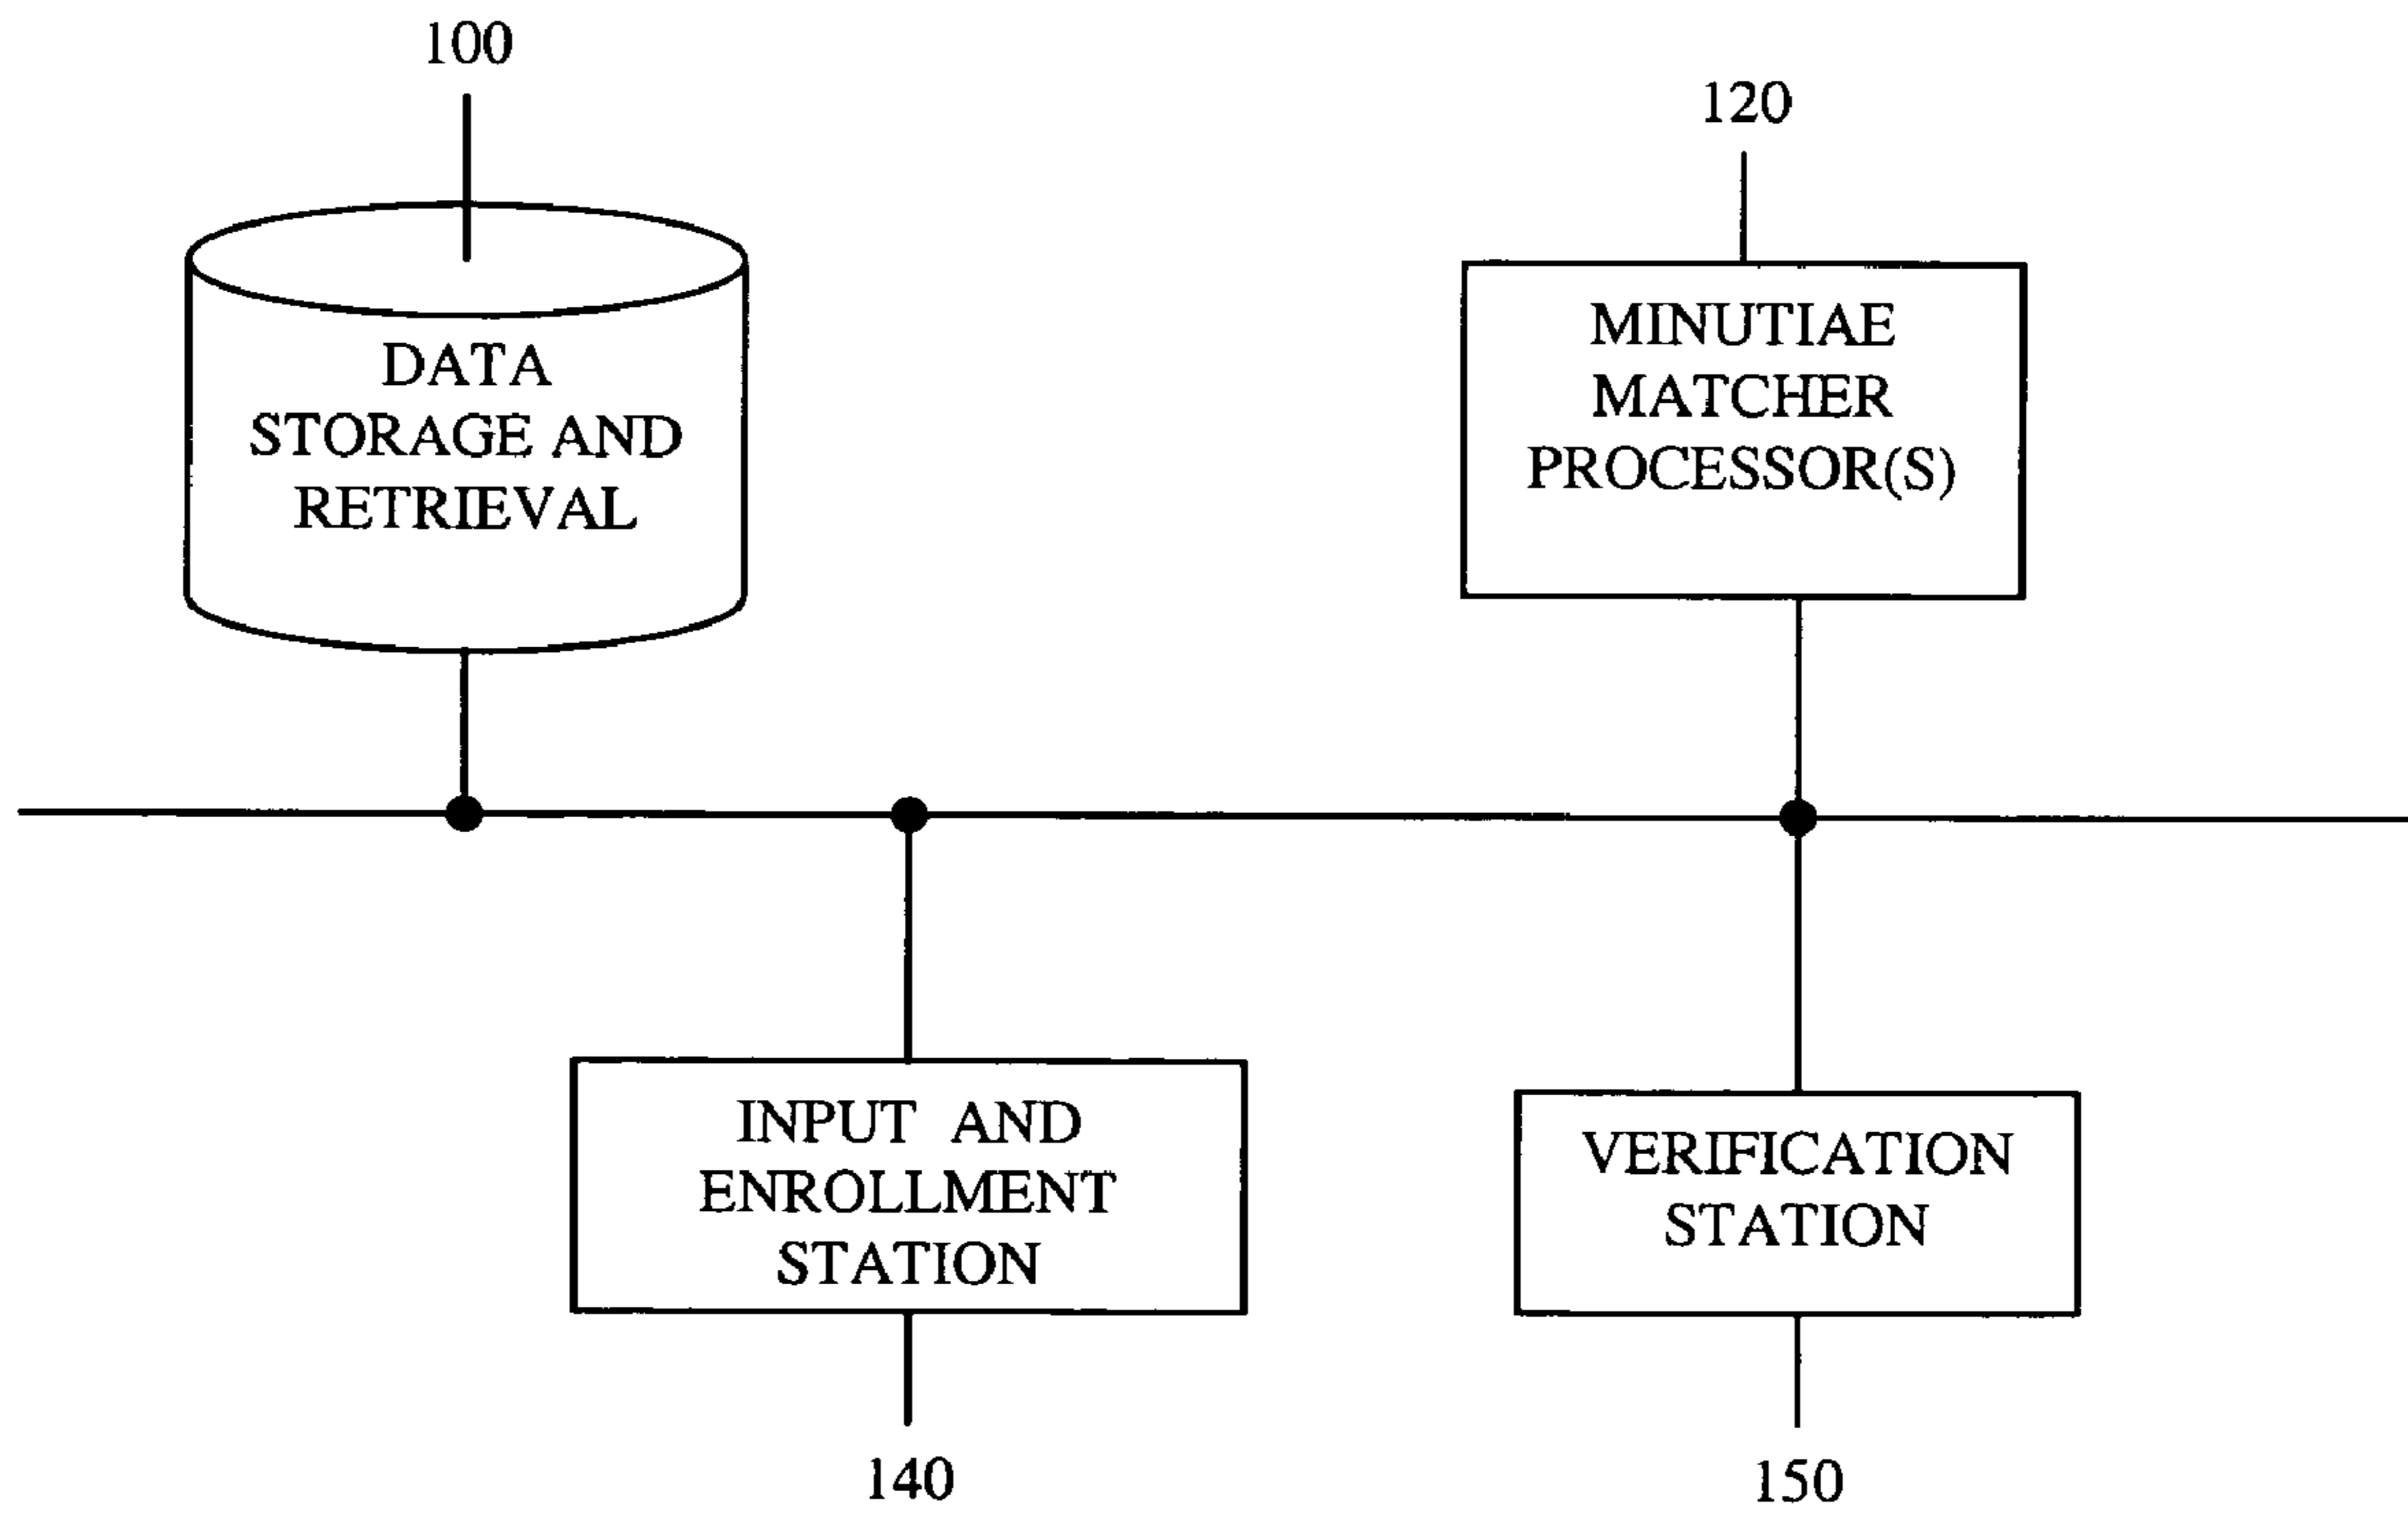 100
DATA
STORAGE AND
RETRIEVAL
120
MINUTIAE
MATCHER
PROCESSOR(S)
INPUT AND
ENROLLMENT
STATION
140
VERIFICATION
STATION
150